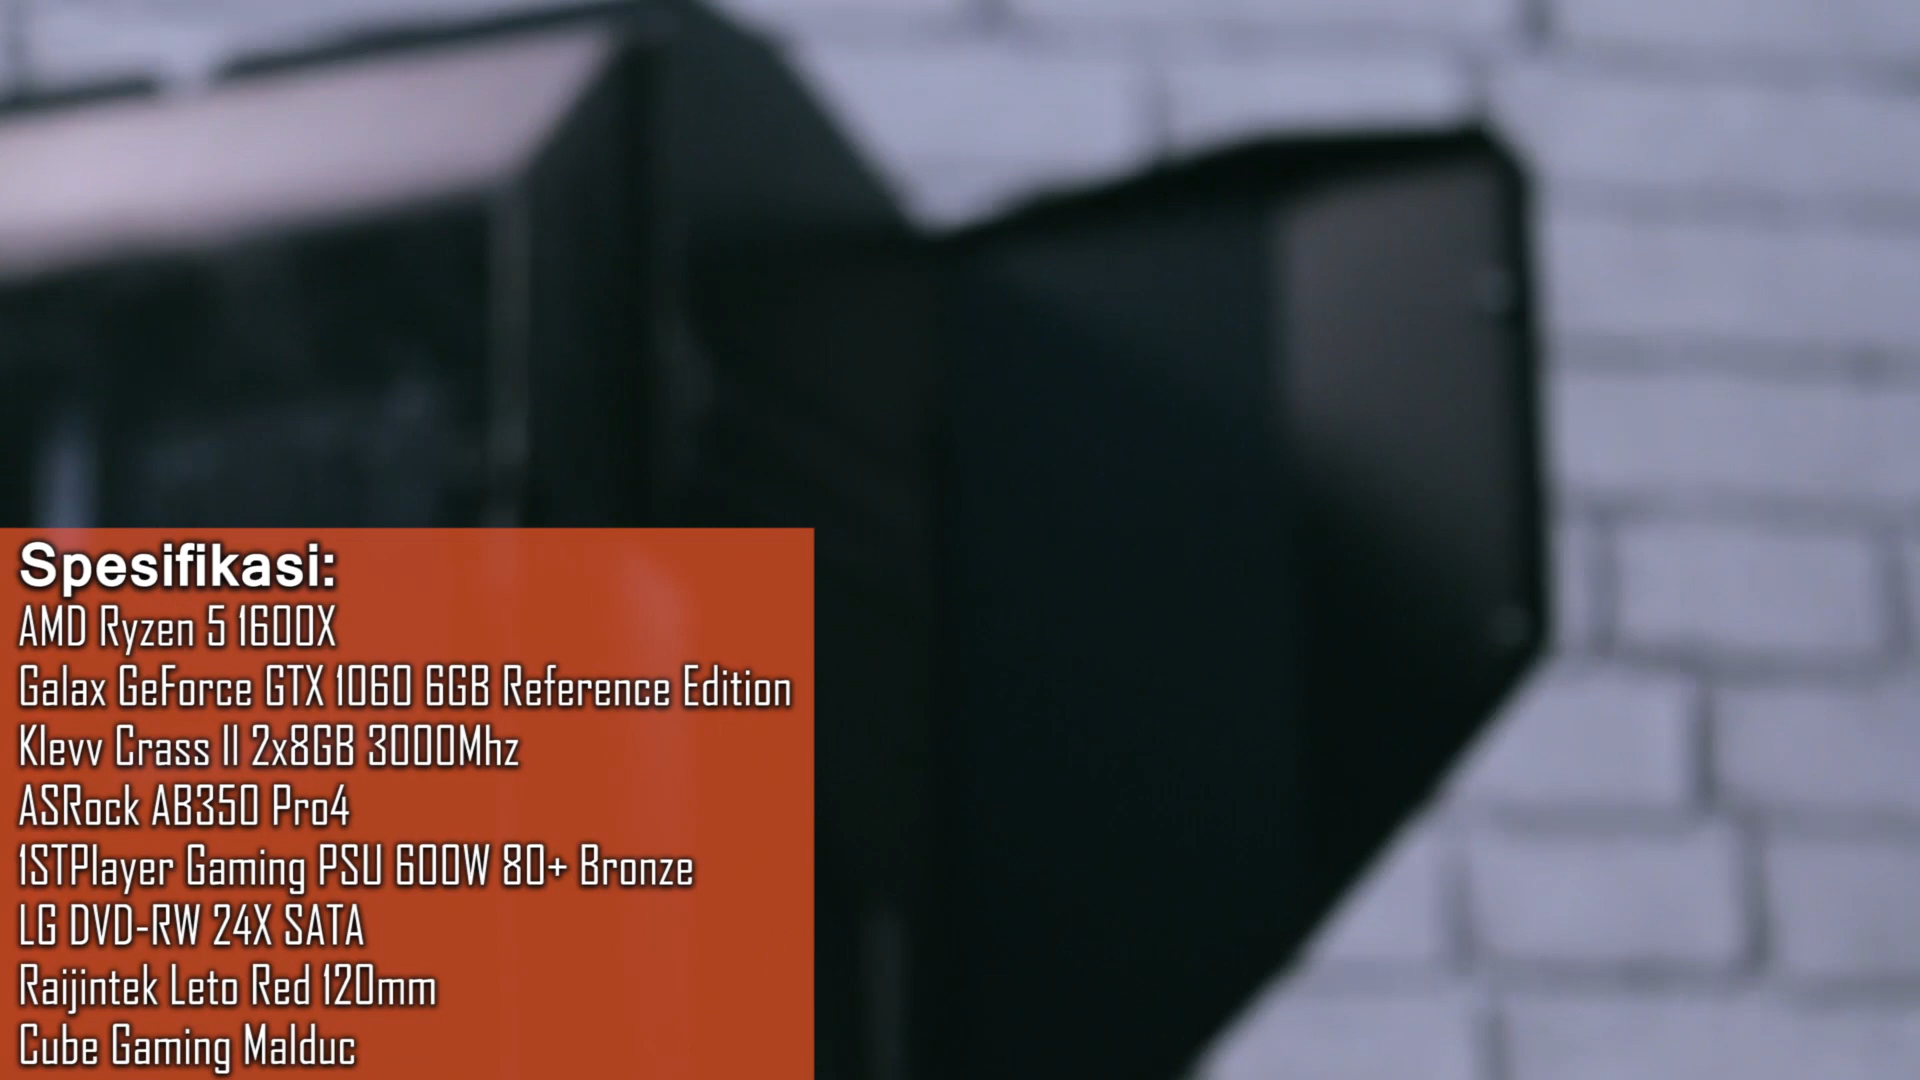 Spesifikasi:
AMD Ryzen 5 1600X
Galax GeForce GTX 1060 6GB Reference Edition
Klevv Crass II 2x8GB 3000Mhz
ASRock AB350 Pro4
1STPlayer Gaming PSU 600W 80+ Bronze
LG DVD-RW 24X SATA
Raijintek Leto Red 120mm
Cube Gaming Malduc